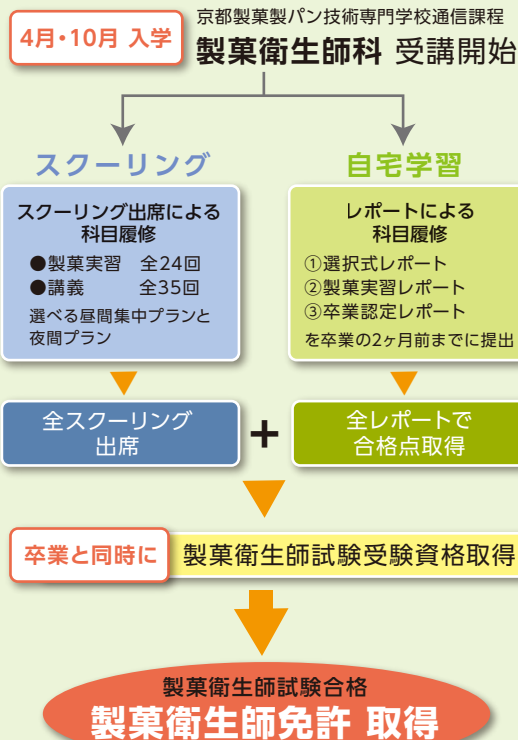 4月・10月 入学
京都製菓製パン技術専門学校通信課程
製菓衛生師科 受講開始
スクーリング
スクーリング出席による
科目履修
●製菓実習 全24回
●講義 全35回
選べる昼間集中プランと
夜間プラン
全スクーリング
出席
自宅学習
レポートによる
科目履修
①選択式レポート
②製菓実習レポート
③卒業認定レポート
を卒業の2ヶ月前までに提出
+
全レポートで
合格点取得
卒業と同時に 製菓衛生師試験受験資格取得
製菓衛生師試験合格
製菓衛生師免許 取得